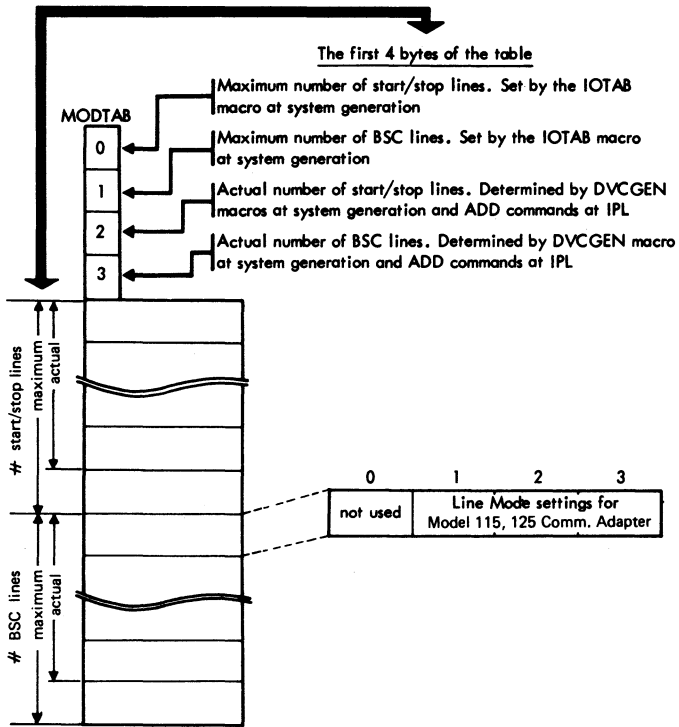 The first 4 bytes of the table
Maximum number of start/stop lines. Set by the IOTAB
macro at system generation
MODTAB
0
Maximum number of BSC lines. Set by the IOTAB macro
at system generation
1
Actual number of start/stop lines. Determined by DVCGEN
macros at system generation and ADD commands at IPL
2
Actual number of BSC lines. Determined by DVCGEN macro
at system generation and ADD commands at IPL
3
# start/stop lines
maximum
actual
0 1 2 3
not used
Line Mode settings for
Model 115, 125 Comm. Adapter
# BSC lines
maximum
actual